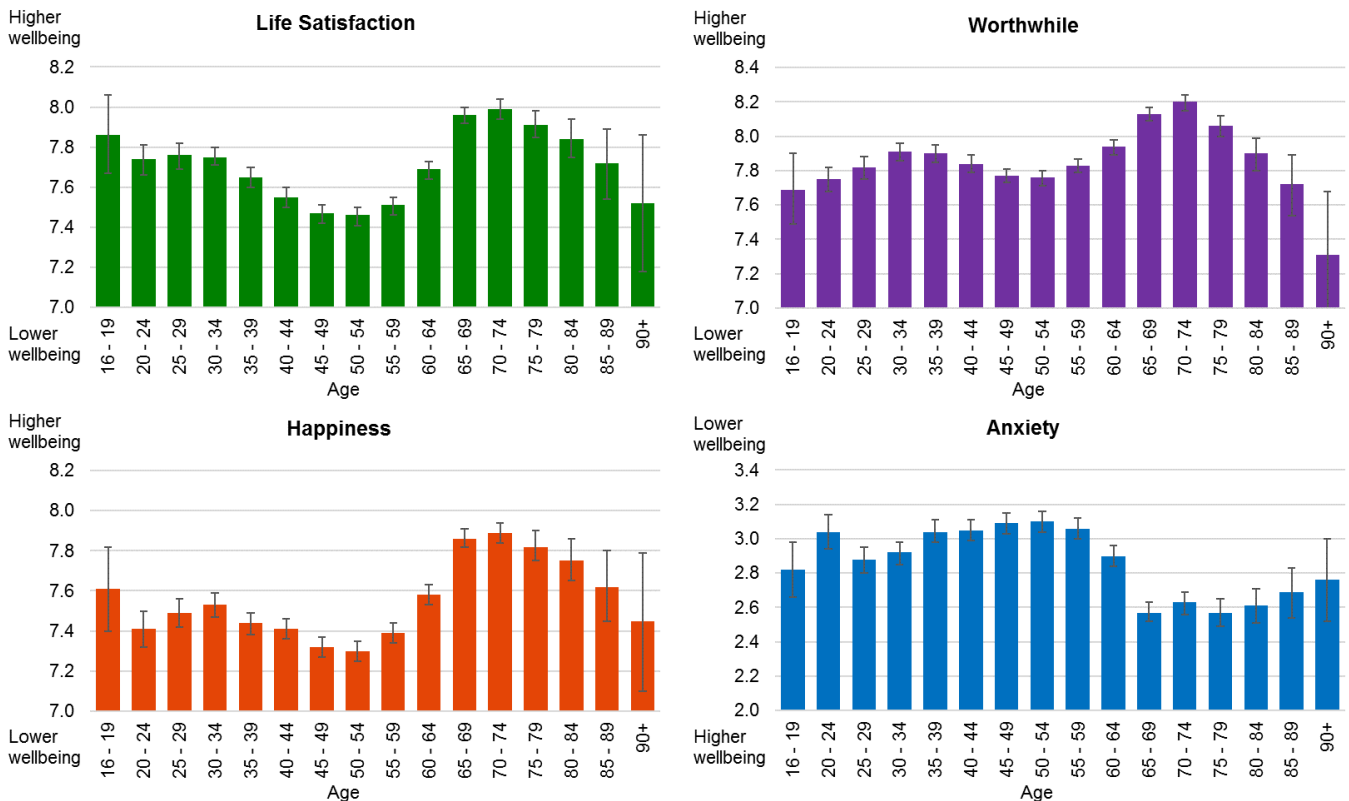 Higher
wellbeing
Life Satisfaction
8.2
8.0
7.8
7.6
7.4
7.2
7.0
Lower
wellbeing
16 - 19
20 - 24
25 - 29
30 - 34
35 - 39
40 - 44
45 - 49
50 - 54
55 - 59
60 - 64
65 - 69
70 - 74
75 - 79
80 - 84
85 - 89
90+
Age
Higher
wellbeing
Worthwhile
8.4
8.2
8.0
7.8
7.6
7.4
7.2
7.0
Lower
wellbeing
16 - 19
20 - 24
25 - 29
30 - 34
35 - 39
40 - 44
45 - 49
50 - 54
55 - 59
60 - 64
65 - 69
70 - 74
75 - 79
80 - 84
85 - 89
90+
Age
Higher
wellbeing
Happiness
8.2
8.0
7.8
7.6
7.4
7.2
7.0
Lower
wellbeing
16 - 19
20 - 24
25 - 29
30 - 34
35 - 39
40 - 44
45 - 49
50 - 54
55 - 59
60 - 64
65 - 69
70 - 74
75 - 79
80 - 84
85 - 89
90+
Age
Lower
wellbeing
Anxiety
3.4
3.2
3.0
2.8
2.6
2.4
2.2
2.0
Higher
wellbeing
16 - 19
20 - 24
25 - 29
30 - 34
35 - 39
40 - 44
45 - 49
50 - 54
55 - 59
60 - 64
65 - 69
70 - 74
75 - 79
80 - 84
85 - 89
90+
Age